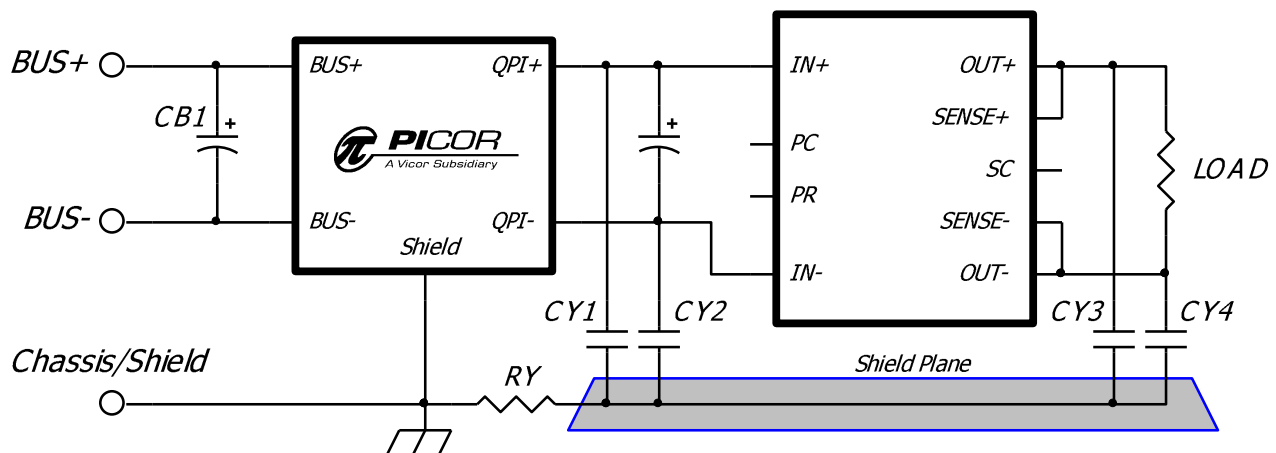 BUS+
BUS-
Chassis/Shield
CB1
+
BUS+
QPI+
π PICOR
A Vicor Subsidiary
BUS-
QPI-
Shield
+
CY1
CY2
RY
IN+
OUT+
SENSE+
PC
SC
PR
SENSE-
IN-
OUT-
LOAD
CY3
CY4
Shield Plane